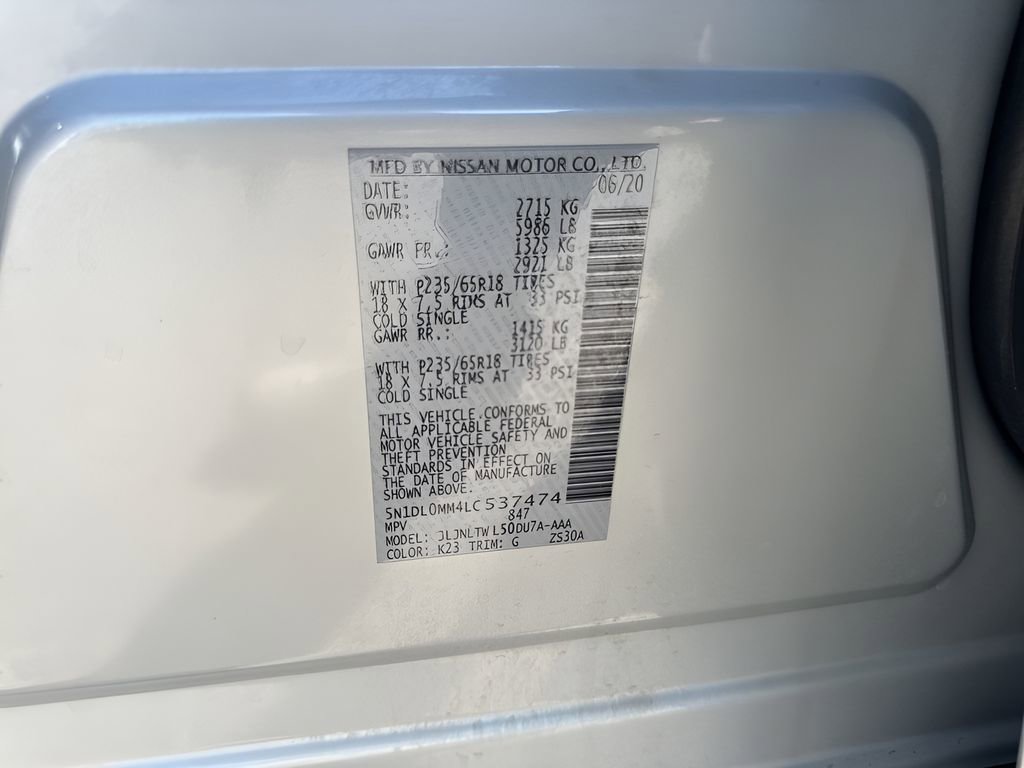 MFD BY NISSAN MOTOR CO., LTD.
DATE: 06/20
GVWR: 2715 KG
5986 LB
GAWR FR.: 1325 KG
2921 LB
WITH P235/65R18 TIRES
18 X 7.5 RIMS AT 33 PSI
COLD SINGLE
GAWR RR.: 1415 KG
3120 LB
WITH P235/65R18 TIRES
18 X 7.5 RIMS AT 33 PSI
COLD SINGLE
THIS VEHICLE CONFORMS TO
ALL APPLICABLE FEDERAL
MOTOR VEHICLE SAFETY AND
THEFT PREVENTION
STANDARDS IN EFFECT ON
THE DATE OF MANUFACTURE
SHOWN ABOVE.
5N1DL0MM4LC537474
MPV 847
MODEL: JLJNLTWL50DU7A-AAA
COLOR: K23 TRIM: G ZS30A